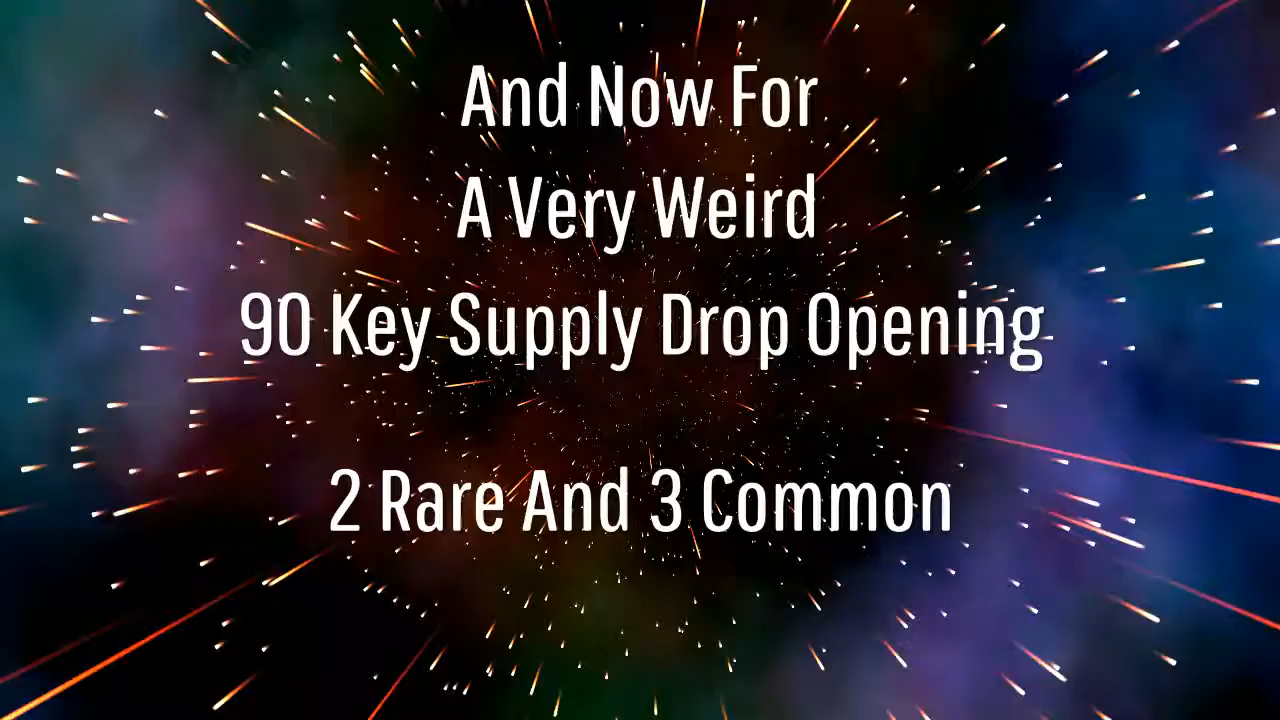 And Now For
A Very Weird
90 Key Supply Drop Opening
2 Rare And 3 Common